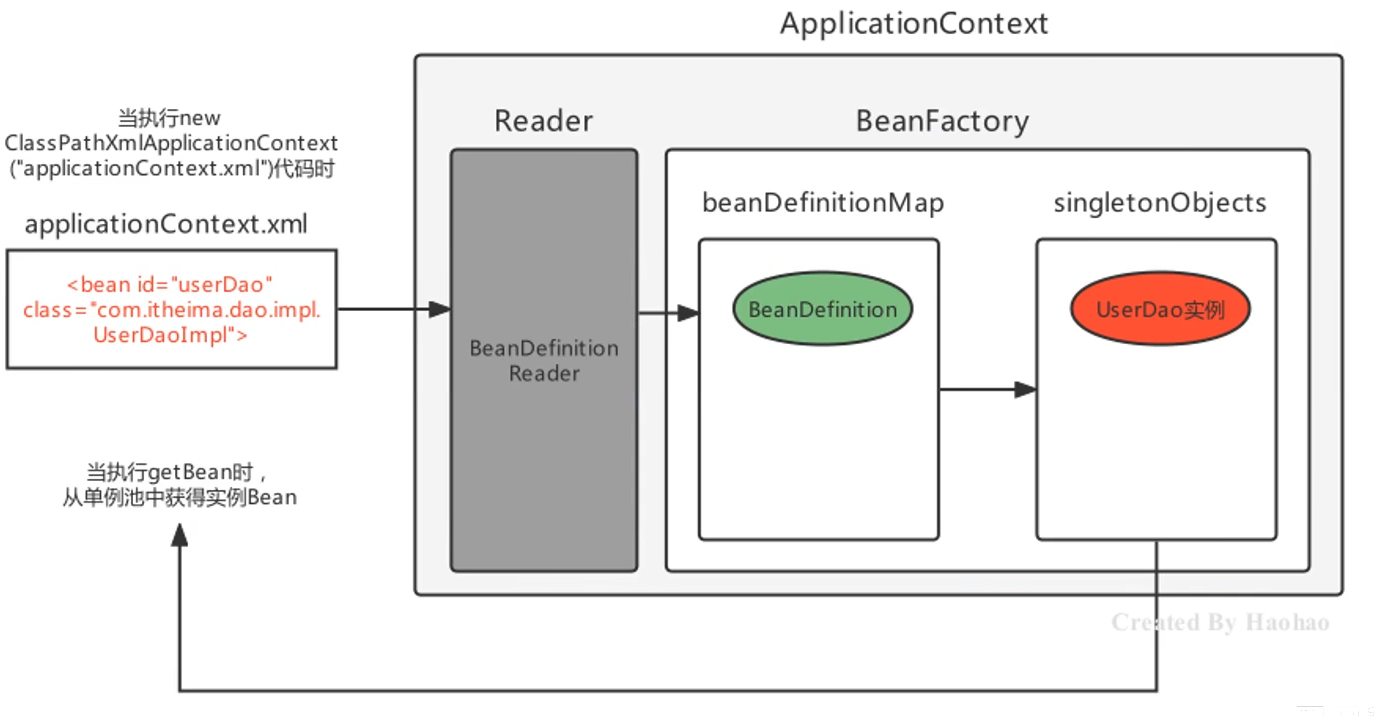 ApplicationContext
当执行new
ClassPathXmlApplicationContext
("applicationContext.xml")代码时
Reader
BeanFactory
applicationContext.xml
beanDefinitionMap
singletonObjects
<bean id="userDao"
class="com.itheima.dao.impl.
UserDaoImpl">
BeanDefinition
Reader
BeanDefinition
UserDao实例
当执行getBean时，
从单例池中获得实例Bean
Created By Haohao